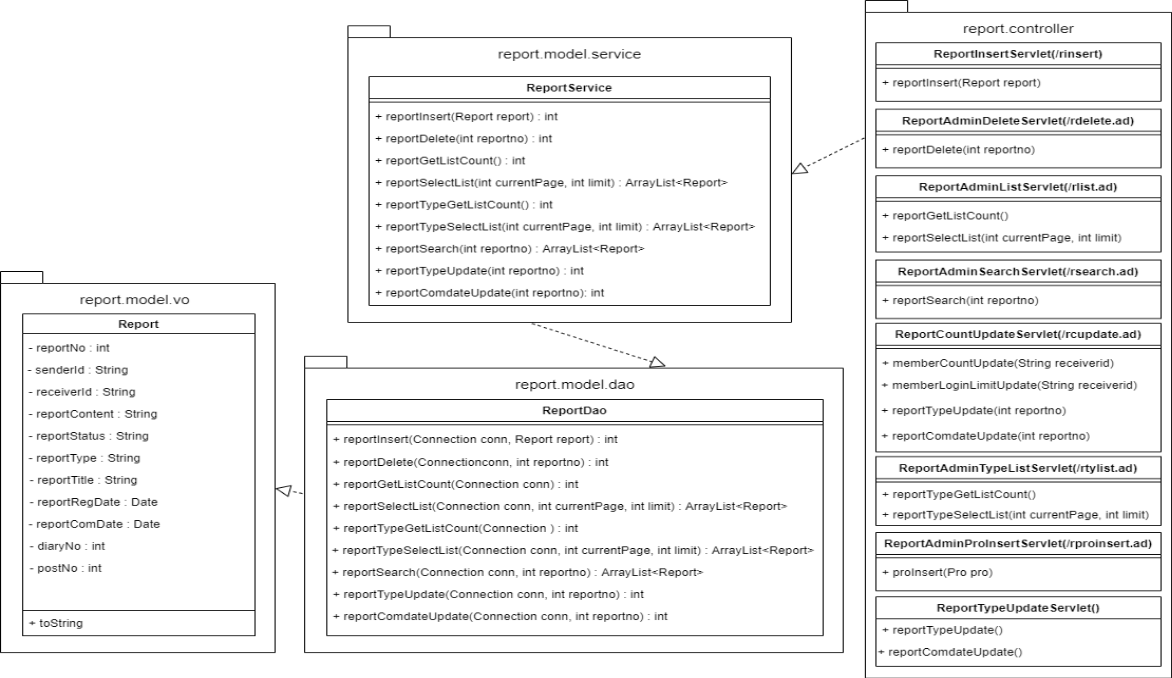 report.model.service
ReportService
+ reportInsert(Report report) : int
+ reportDelete(int reportno) : int
+ reportGetListCount() : int
+ reportSelectList(int currentPage, int limit) : ArrayList<Report>
+ reportTypeGetListCount() : int
+ reportTypeSelectList(int currentPage, int limit) : ArrayList<Report>
+ reportSearch(int reportno) : ArrayList<Report>
+ reportTypeUpdate(int reportno) : int
+ reportComdateUpdate(int reportno): int
report.model.vo
Report
- reportNo : int
- senderId : String
- receiverId : String
- reportContent : String
- reportStatus : String
- reportType : String
- reportTitle : String
- reportRegDate : Date
- reportComDate : Date
- diaryNo : int
- postNo : int
+ toString
report.model.dao
ReportDao
+ reportInsert(Connection conn, Report report) : int
+ reportDelete(Connectionconn, int reportno) : int
+ reportGetListCount(Connection conn) : int
+ reportSelectList(Connection conn, int currentPage, int limit) : ArrayList<Report>
+ reportTypeGetListCount(Connection ) : int
+ reportTypeSelectList(Connection conn, int currentPage, int limit) : ArrayList<Report>
+ reportSearch(Connection conn, int reportno) : ArrayList<Report>
+ reportTypeUpdate(Connection conn, int reportno) : int
+ reportComdateUpdate(Connection conn, int reportno) : int
report.controller
ReportInsertServlet(/rinsert)
+ reportInsert(Report report)
ReportAdminDeleteServlet(/rdelete.ad)
+ reportDelete(int reportno)
ReportAdminListServlet(/rlist.ad)
+ reportGetListCount()
+ reportSelectList(int currentPage, int limit)
ReportAdminSearchServlet(/rsearch.ad)
+ reportSearch(int reportno)
ReportCountUpdateServlet(/rcupdate.ad)
+ memberCountUpdate(String receiverid)
+ memberLoginLimitUpdate(String receiverid)
+ reportTypeUpdate(int reportno)
+ reportComdateUpdate(int reportno)
ReportAdminTypeListServlet(/rtylist.ad)
+ reportTypeGetListCount()
+ reportTypeSelectList(int currentPage, int limit)
ReportAdminProInsertServlet(/rproinsert.ad)
+ proInsert(Pro pro)
ReportTypeUpdateServlet()
+ reportTypeUpdate()
+ reportComdateUpdate()